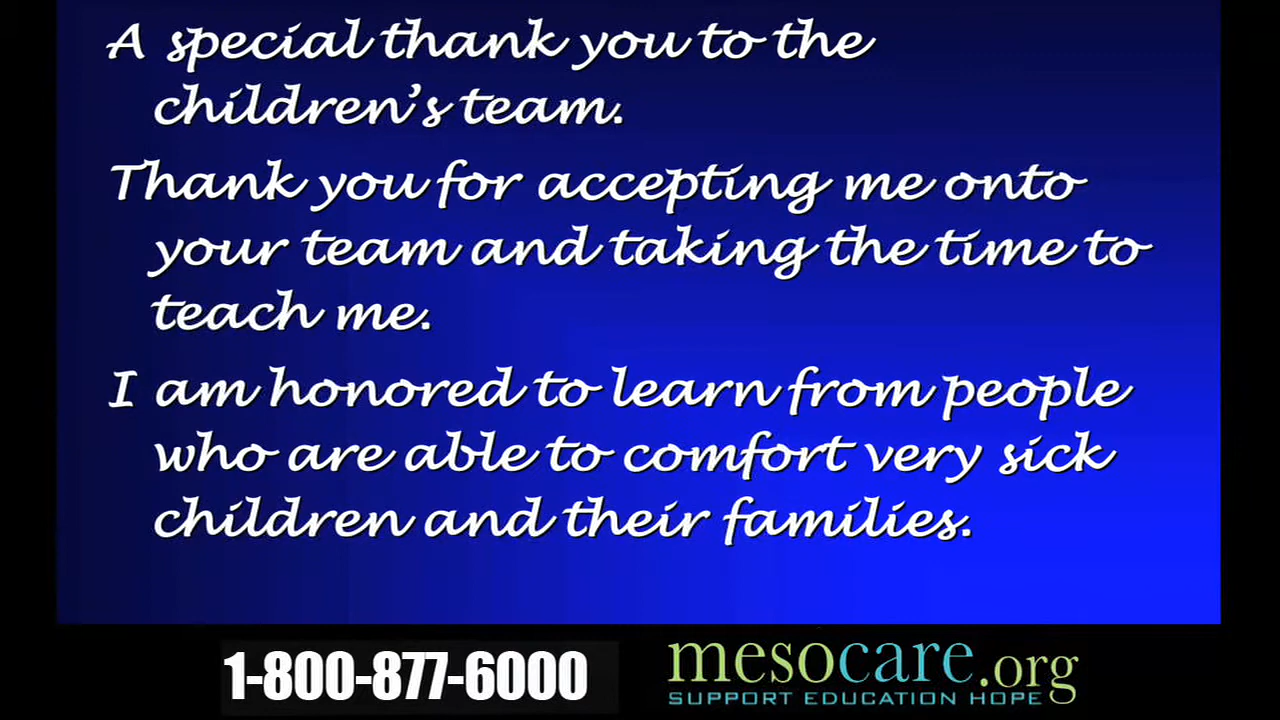 A special thank you to the
children's team.
Thank you for accepting me onto
your team and taking the time to
teach me.
I am honored to learn from people
who are able to comfort very sick
children and their families.
1-800-877-6000
mesocare.org
SUPPORT EDUCATION HOPE